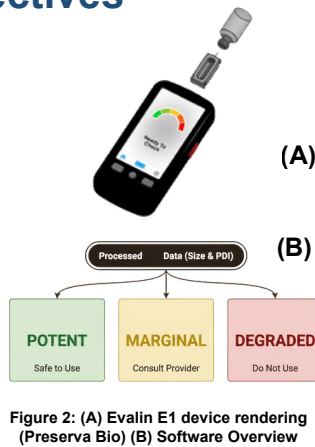 ectives
Ready To
Check
(A)
(B)
Processed Data (Size & PDI)
POTENT MARGINAL DEGRADED
Safe to Use Consult Provider Do Not Use
Figure 2: (A) Evalin E1 device rendering
(Preserva Bio) (B) Software Overview